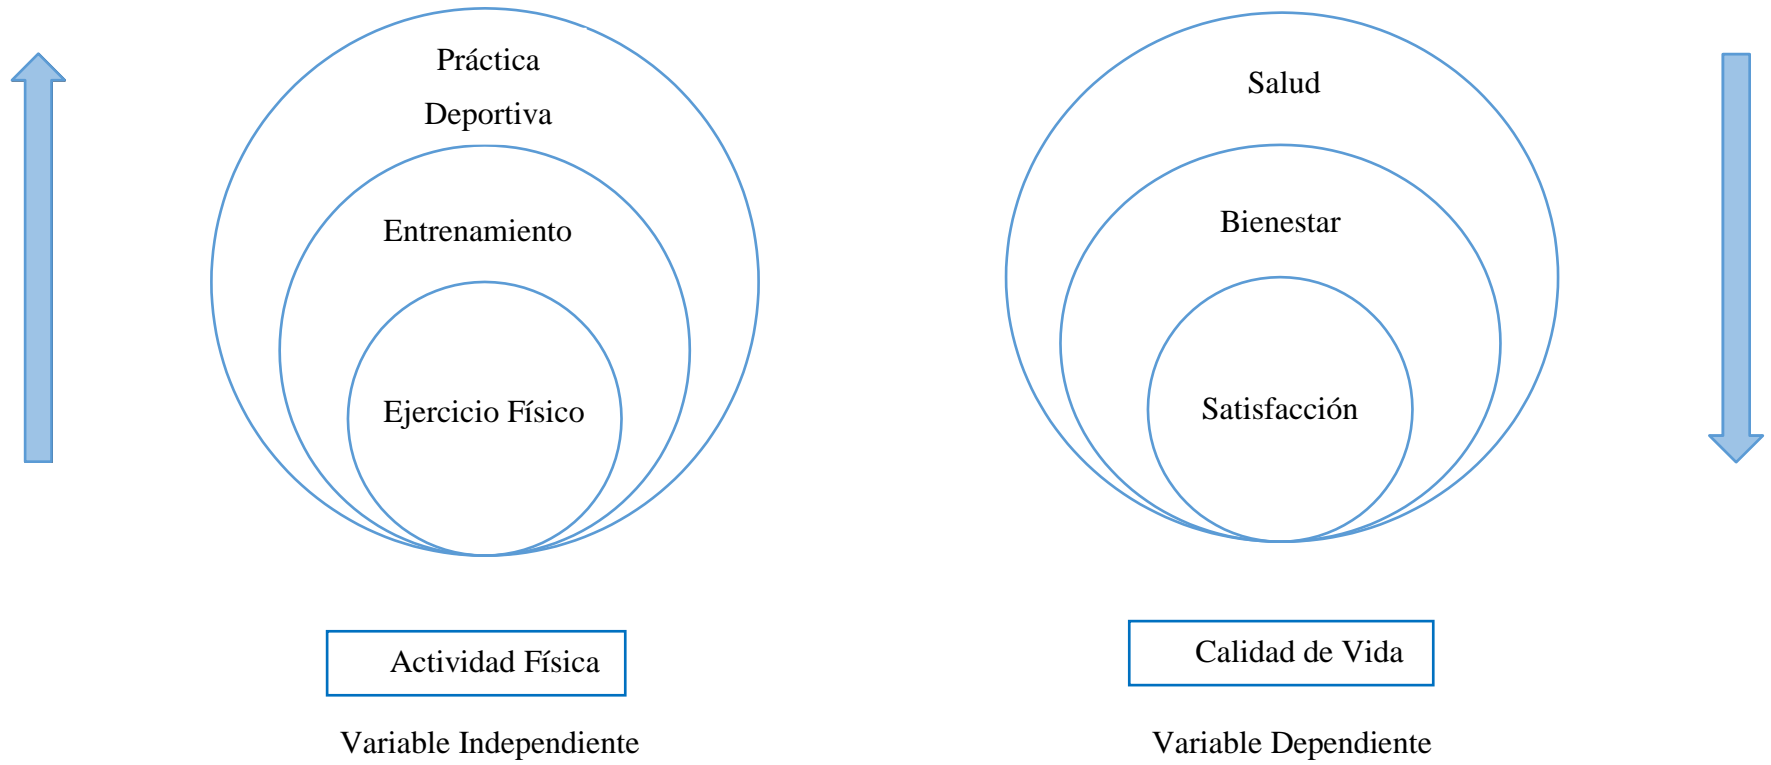 Práctica
Deportiva
Entrenamiento
Ejercicio Físico
Actividad Física
Variable Independiente
Salud
Bienestar
Satisfacción
Calidad de Vida
Variable Dependiente